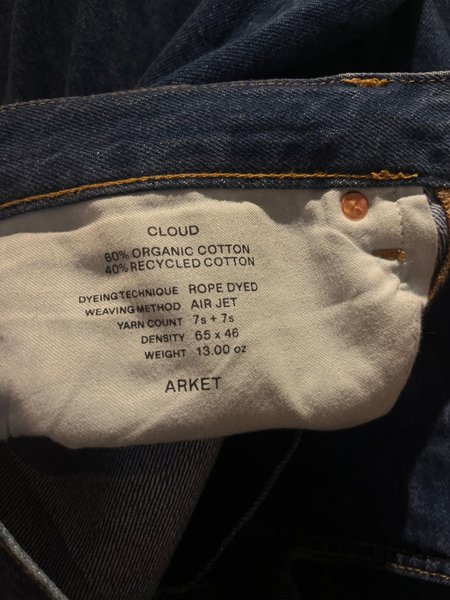 CLOUD
60% ORGANIC COTTON
40% RECYCLED COTTON
DYEING TECHNIQUE ROPE DYED
WEAVING METHOD AIR JET
YARN COUNT 7s + 7s
DENSITY 65 x 46
WEIGHT 13.00 oz
ARKET